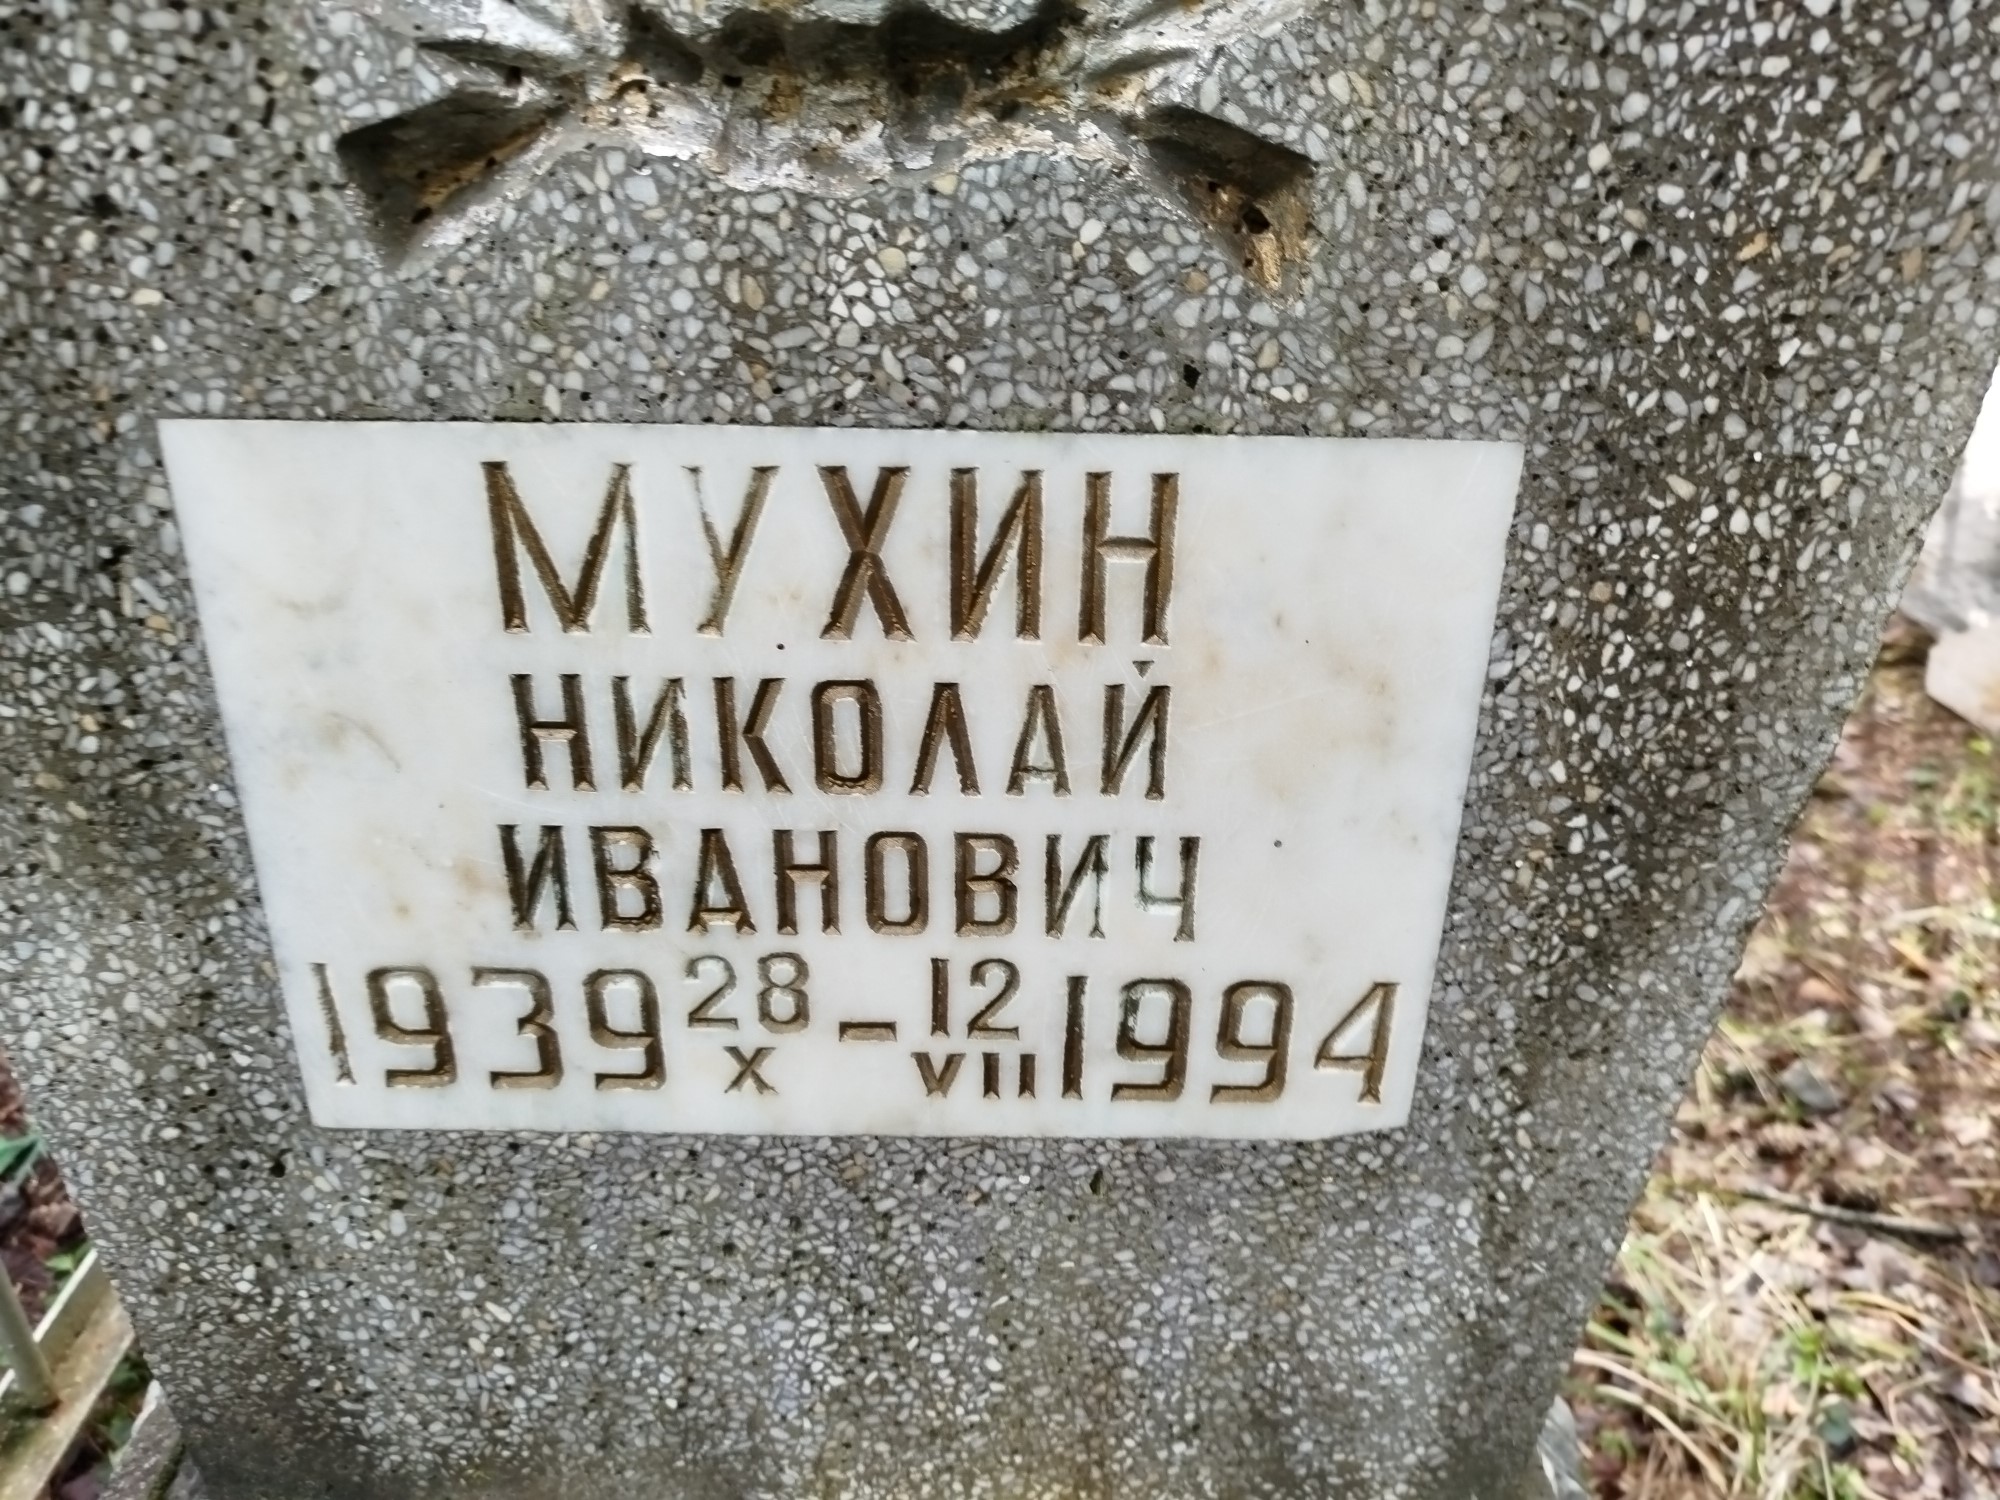 МУХИН
НИКОЛАЙ
ИВАНОВИЧ
1939 28/X – 12/VII 1994